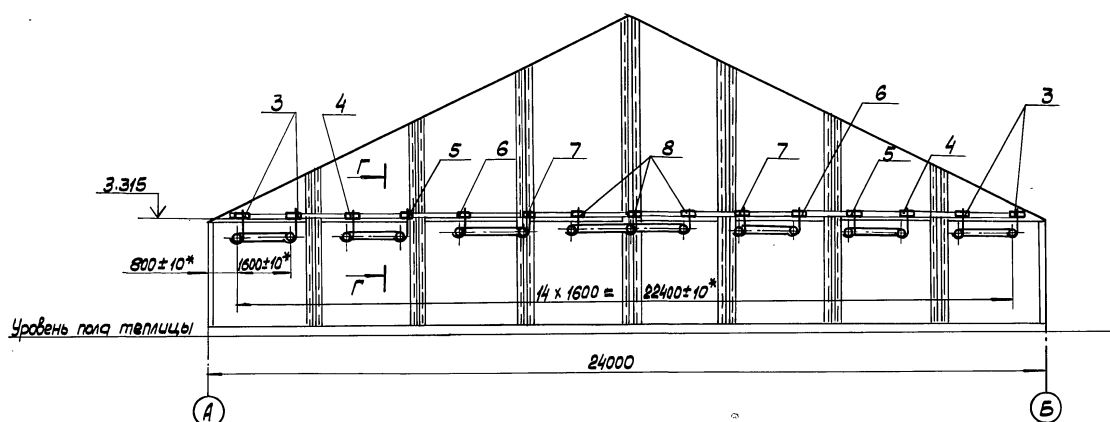 3 4 5 6 7 8 7 6 5 4 3
Г
3.315
800±10* 1600±10*
Г
14 x 1600 = 22400±10*
Уровень пола теплицы
24000
А Б